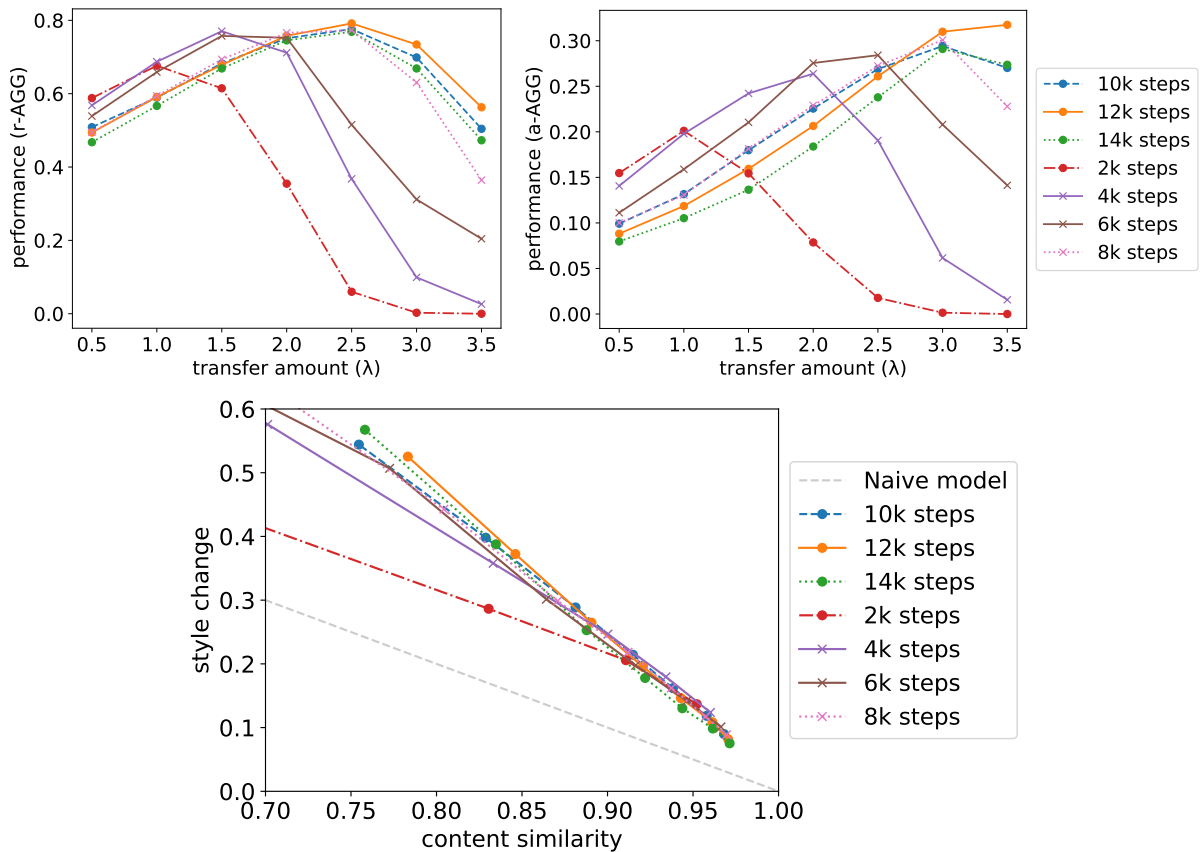 performance (r-AGG)
0.8
0.6
0.4
0.2
0.0
0.5 1.0 1.5 2.0 2.5 3.0 3.5
transfer amount (λ)
performance (a-AGG)
0.30
0.25
0.20
0.15
0.10
0.05
0.00
0.5 1.0 1.5 2.0 2.5 3.0 3.5
transfer amount (λ)
10k steps
12k steps
14k steps
2k steps
4k steps
6k steps
8k steps
style change
0.6
0.5
0.4
0.3
0.2
0.1
0.0
0.70 0.75 0.80 0.85 0.90 0.95 1.00
content similarity
Naive model
10k steps
12k steps
14k steps
2k steps
4k steps
6k steps
8k steps